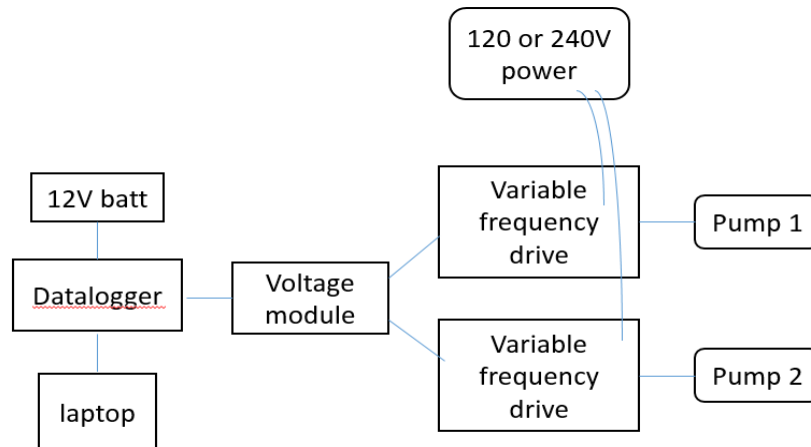 120 or 240V
power
12V batt
Variable
frequency
drive
Pump 1
Datalogger
Voltage
module
Variable
frequency
drive
Pump 2
laptop